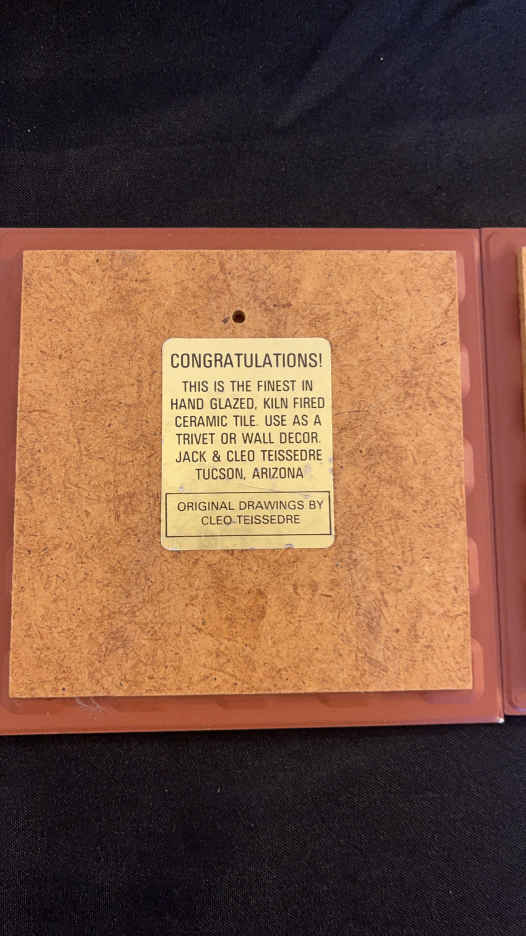 CONGRATULATIONS!
THIS IS THE FINEST IN
HAND GLAZED, KILN FIRED
CERAMIC TILE. USE AS A
TRIVET OR WALL DECOR.
JACK & CLEO TEISSEDRE
TUCSON, ARIZONA
ORIGINAL DRAWINGS BY
CLEO TEISSEDRE